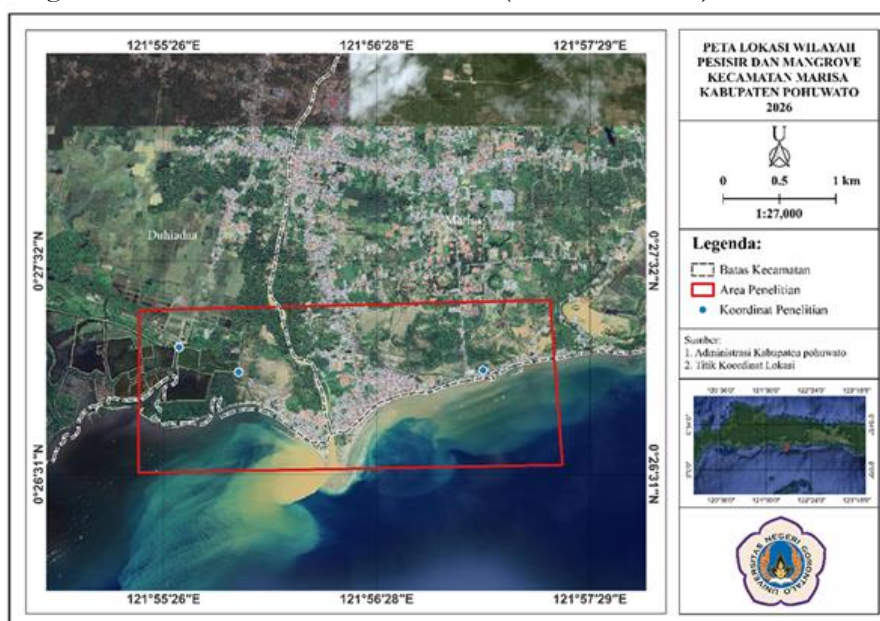 121°55'26"E 121°56'28"E 121°57'29"E
0°27'32"N
0°27'32"N
0°26'31"N
0°26'31"N
Duhiadaa
121°55'26"E 121°56'28"E 121°57'29"E
PETA LOKASI WILAYAH
PESISIR DAN MANGROVE
KECAMATAN MARISA
KABUPATEN POHUWATO
2026
U
0 0.5 1 km
1:27,000
Legenda:
Batas Kecamatan
Area Penelitian
Koordinat Penelitian
Sumber:
1. Administrasi Kabupaten pohuwato
2. Titik Koordinat Lokasi
UNIVERSITAS NEGERI GORONTALO